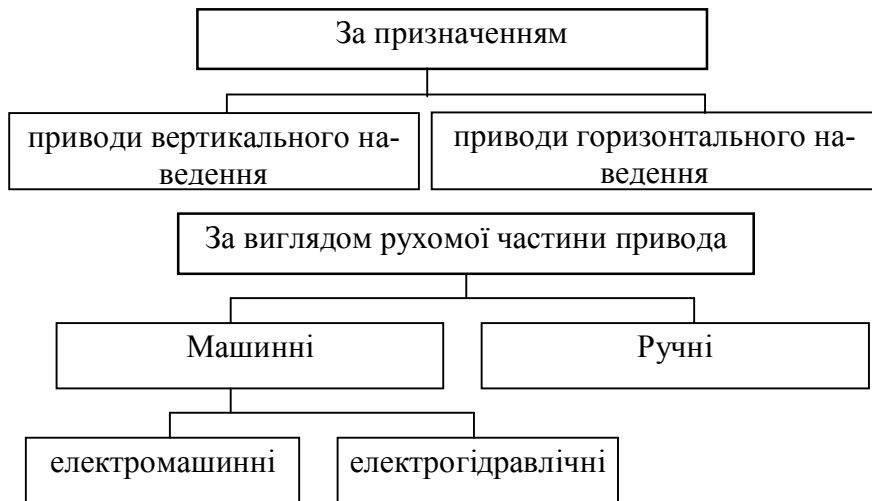 За призначенням
приводи вертикального на-
ведення
приводи горизонтального на-
ведення
За виглядом рухомої частини привода
Машинні
Ручні
електромашинні
електрогідравлічні